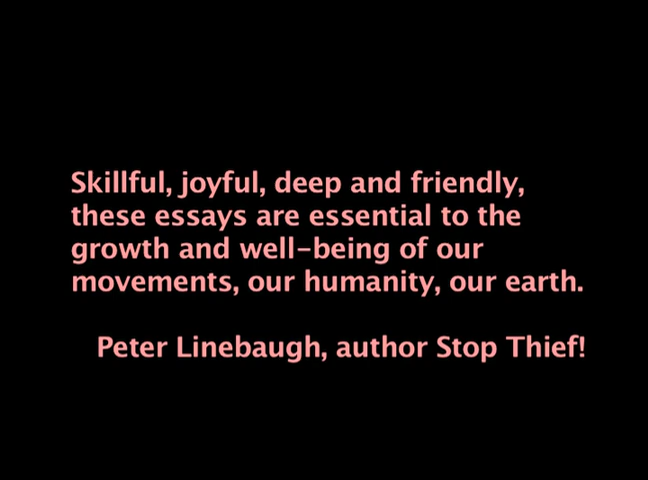 Skillful, joyful, deep and friendly,
these essays are essential to the
growth and well-being of our
movements, our humanity, our earth.
Peter Linebaugh, author Stop Thief!